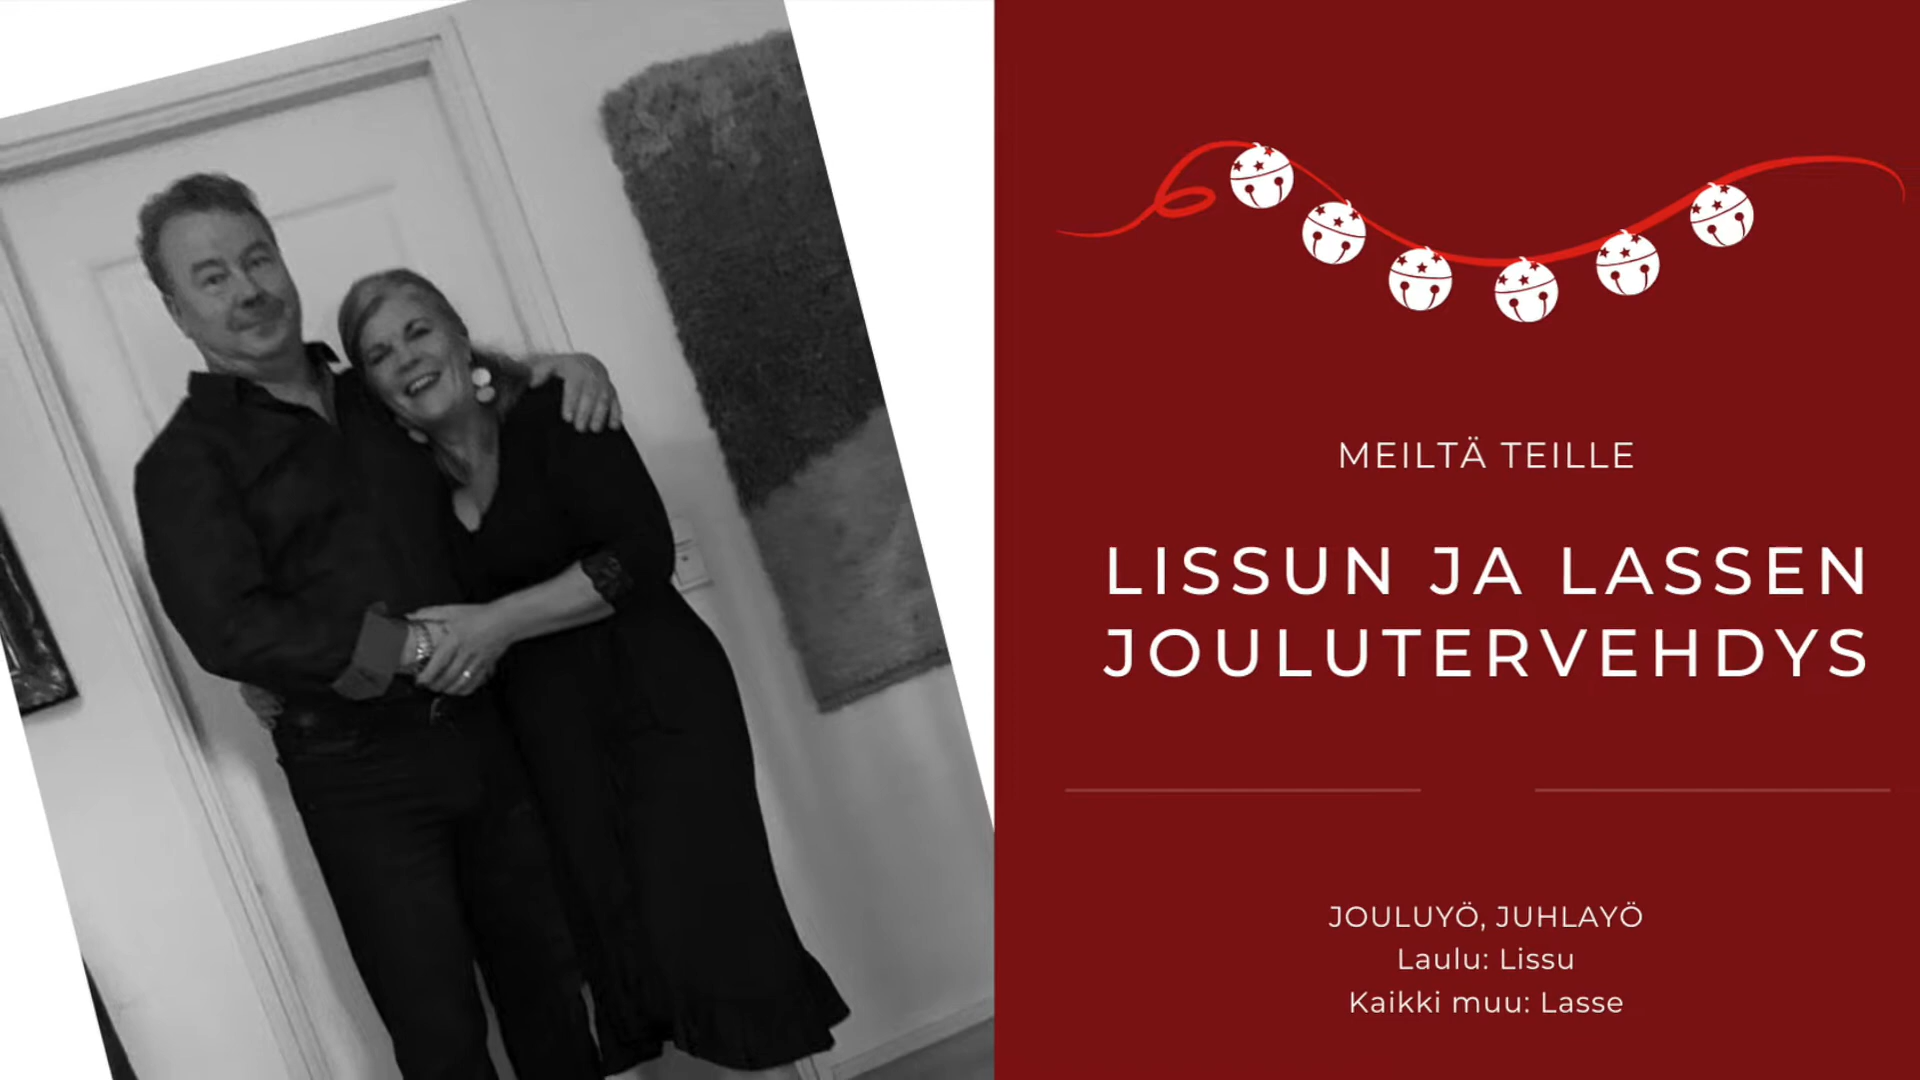 MEILTÄ TEILLE
LISSUN JA LASSEN
JOULUTERVEHDYS
JOULUYÖ, JUHLAYÖ
Laulu: Lissu
Kaikki muu: Lasse